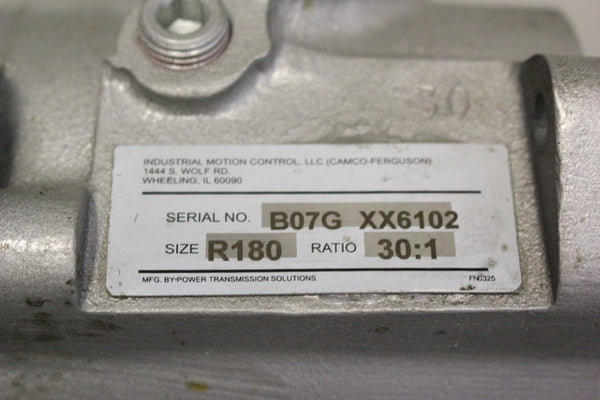 30
INDUSTRIAL MOTION CONTROL, LLC (CAMCO-FERGUSON)
1444 S. WOLF RD.
WHEELING, IL 60090
SERIAL NO. B07G XX6102
SIZE R180 RATIO 30:1
MFG. BY-POWER TRANSMISSION SOLUTIONS FN0325